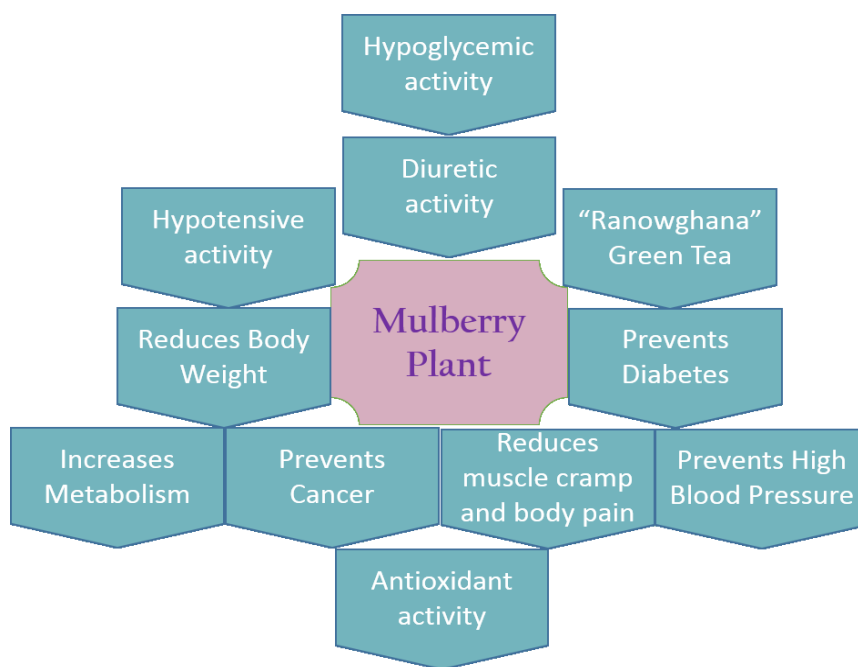 Hypoglycemic
activity
Diuretic
activity
Hypotensive
activity
“Ranowghana”
Green Tea
Mulberry
Plant
Reduces Body
Weight
Prevents
Diabetes
Increases
Metabolism
Prevents
Cancer
Reduces
muscle cramp
and body pain
Prevents High
Blood Pressure
Antioxidant
activity